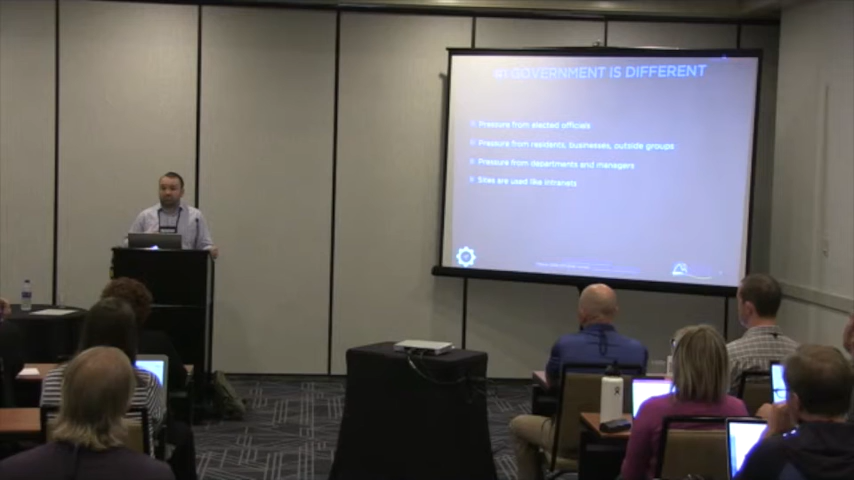 GOVERNMENT IS DIFFERENT
Pressure from elected officials
Pressure from residents, businesses, outside groups
Pressure from departments and managers
Sites are used like intranets